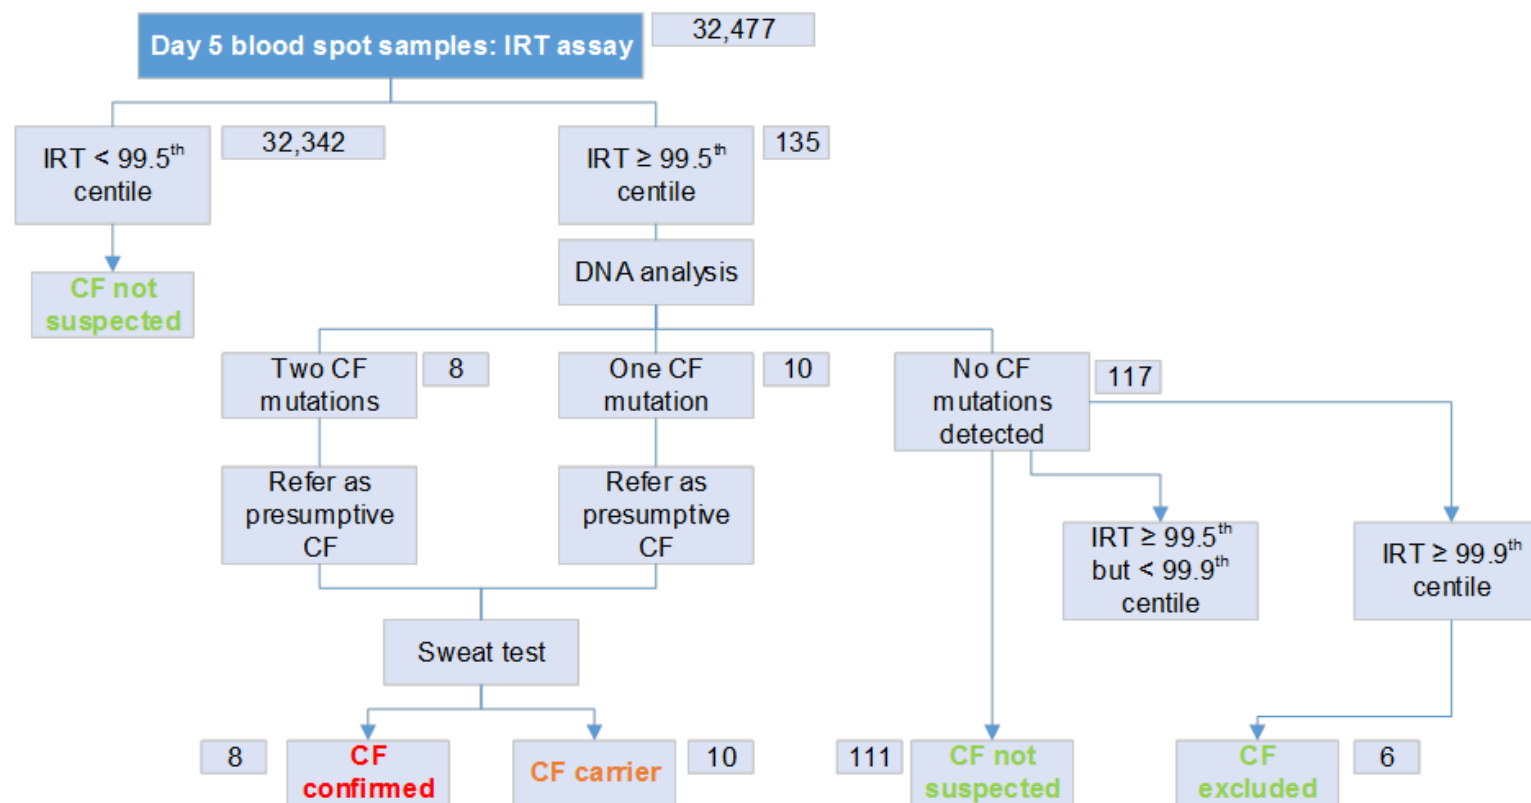 Day 5 blood spot samples: IRT assay
32,477
IRT < 99.5th
centile
32,342
IRT ≥ 99.5th
centile
135
CF not
suspected
DNA analysis
Two CF
mutations
8
One CF
mutation
10
No CF
mutations
detected
117
Refer as
presumptive
CF
Refer as
presumptive
CF
IRT ≥ 99.5th
but < 99.9th
centile
IRT ≥ 99.9th
centile
Sweat test
8
CF
confirmed
CF carrier
10
111
CF not
suspected
CF
excluded
6